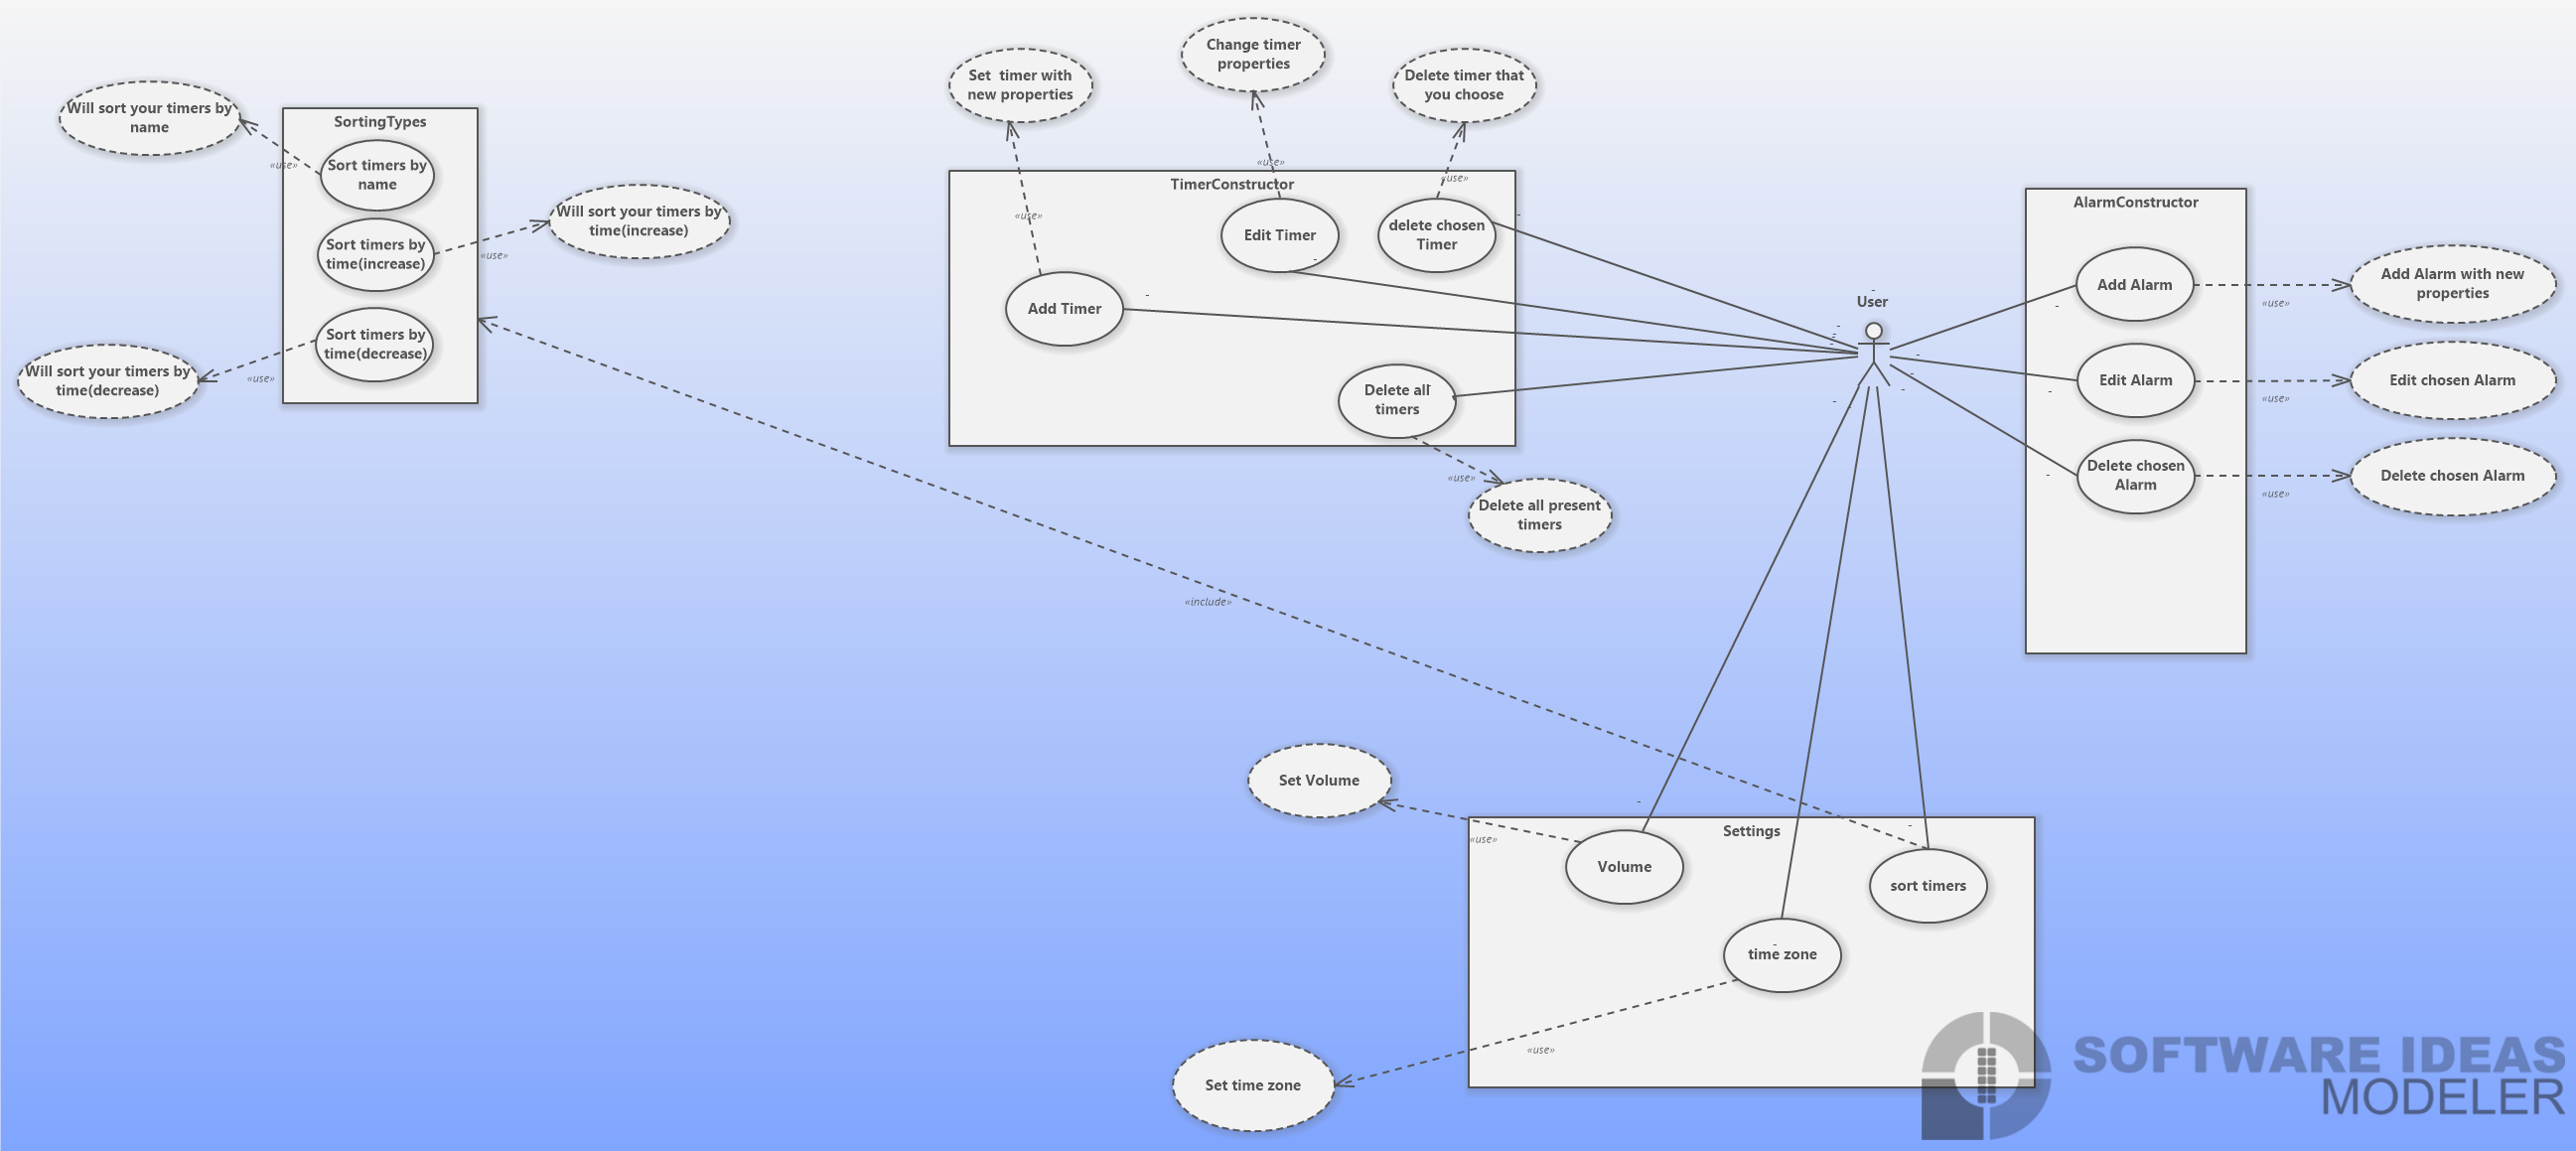 Change timer
properties
Set  timer with
new properties
Delete timer that
you choose
Will sort your timers by
name
SortingTypes
«use»
Sort timers by
name
«use»
«use»
TimerConstructor
AlarmConstructor
Will sort your timers by
time(increase)
«use»
Edit Timer
delete chosen
Timer
Sort timers by
time(increase)
«use»
Add Alarm
«use»
Add Alarm with new
properties
User
Add Timer
Sort timers by
time(decrease)
Will sort your timers by
time(decrease)
«use»
Edit Alarm
«use»
Edit chosen Alarm
Delete all
timers
Delete chosen
Alarm
«use»
Delete chosen Alarm
«use»
Delete all present
timers
«include»
Set Volume
Settings
«use»
Volume
sort timers
time zone
«use»
Set time zone
SOFTWARE IDEAS
MODELER